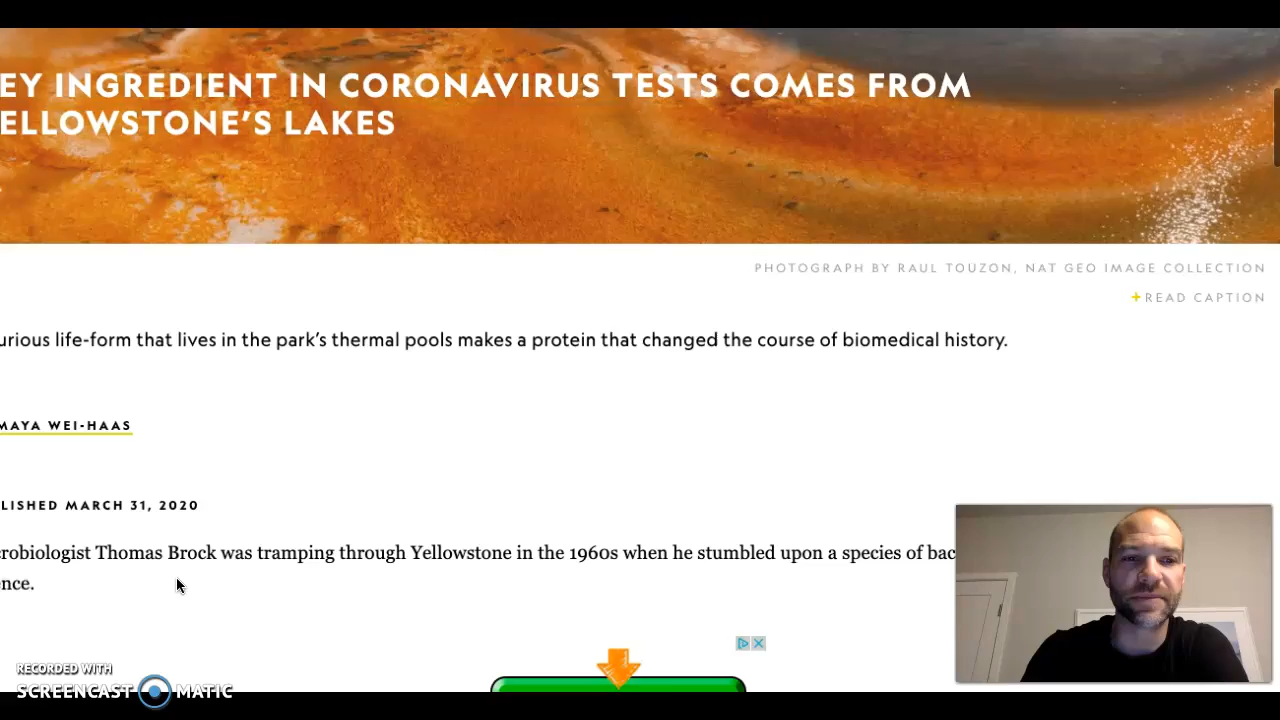 EY INGREDIENT IN CORONAVIRUS TESTS COMES FROM
ELLOWSTONE'S LAKES
PHOTOGRAPH BY RAUL TOUZON, NAT GEO IMAGE COLLECTION
+READ CAPTION
urious life-form that lives in the park's thermal pools makes a protein that changed the course of biomedical history.
MAYA WEI-HAAS
LISHED MARCH 31, 2020
crobiologist Thomas Brock was tramping through Yellowstone in the 1960s when he stumbled upon a species of bac
ence.
RECORDED WITH
SCREENCAST MATIC